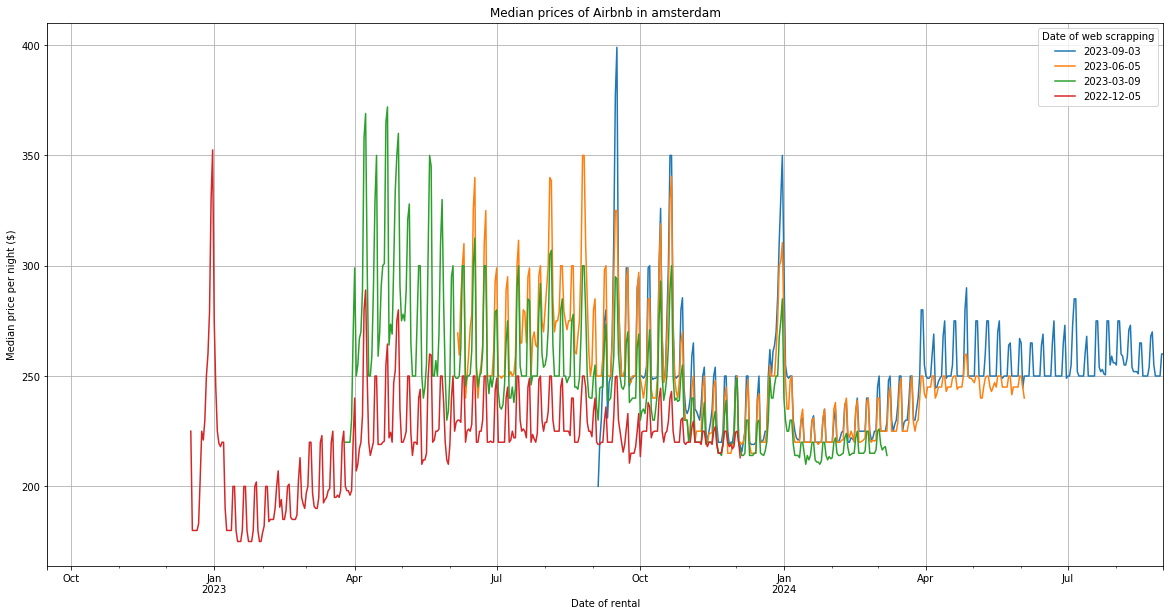 Median prices of Airbnb in amsterdam
Date of web scrapping
2023-09-03
2023-06-05
2023-03-09
2022-12-05
Median price per night ($)
400
350
300
250
200
Oct Jan Apr Jul Oct Jan Apr Jul
2023 2024
Date of rental